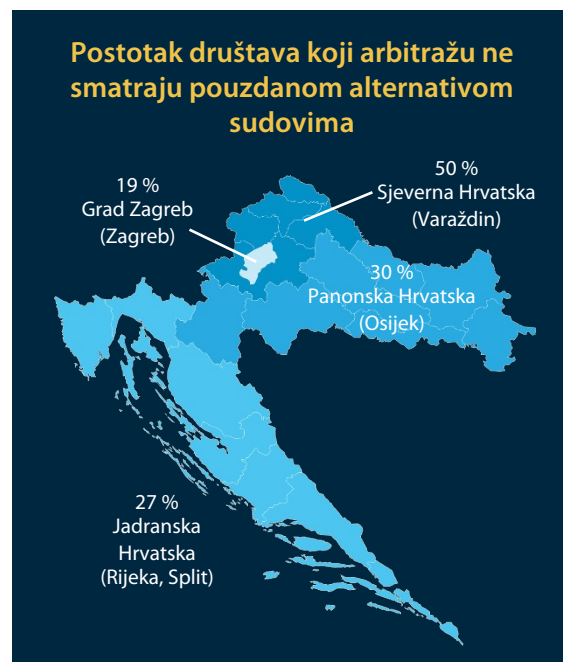 Postotak društava koji arbitražu ne
smatraju pouzdanom alternativom
sudovima
19 %
Grad Zagreb
(Zagreb)
50 %
Sjeverna Hrvatska
(Varaždin)
30 %
Panonska Hrvatska
(Osijek)
27 %
Jadranska
Hrvatska
(Rijeka, Split)